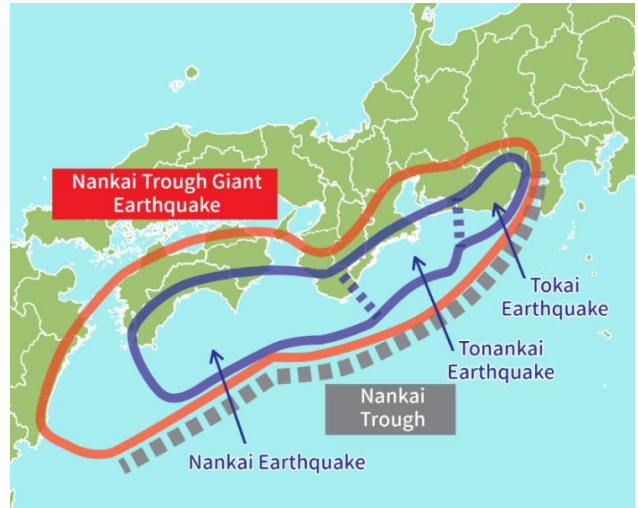 Nankai Trough Giant
Earthquake
Tokai
Earthquake
Tonankai
Earthquake
Nankai
Trough
Nankai Earthquake